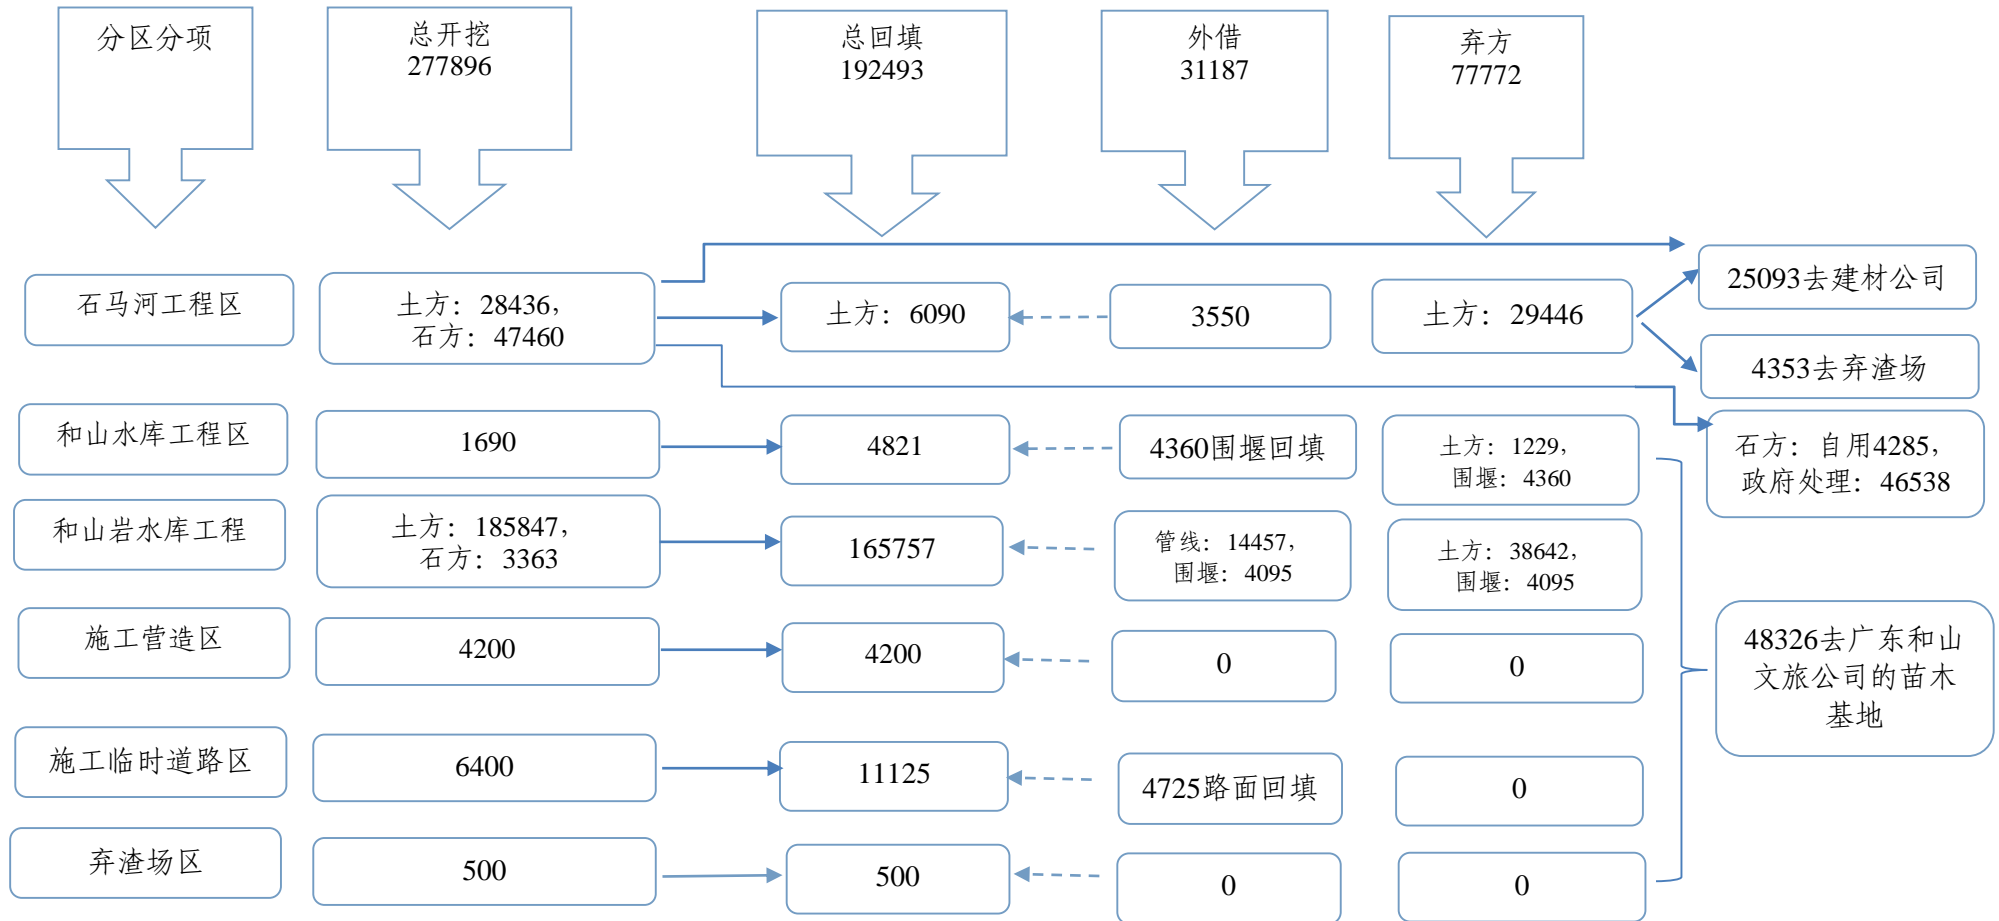 分区分项
总开挖
277896
总回填
192493
外借
31187
弃方
77772
石马河工程区
土方：28436，
石方：47460
土方：6090
3550
土方：29446
25093去建材公司
4353去弃渣场
和山水库工程区
1690
4821
4360围堰回填
土方：1229，
围堰：4360
石方：自用4285，
政府处理：46538
和山岩水库工程
土方：185847，
石方：3363
165757
管线：14457，
围堰：4095
土方：38642，
围堰：4095
施工营造区
4200
4200
0
0
48326去广东和山
文旅公司的苗木
基地
施工临时道路区
6400
11125
4725路面回填
0
弃渣场区
500
500
0
0